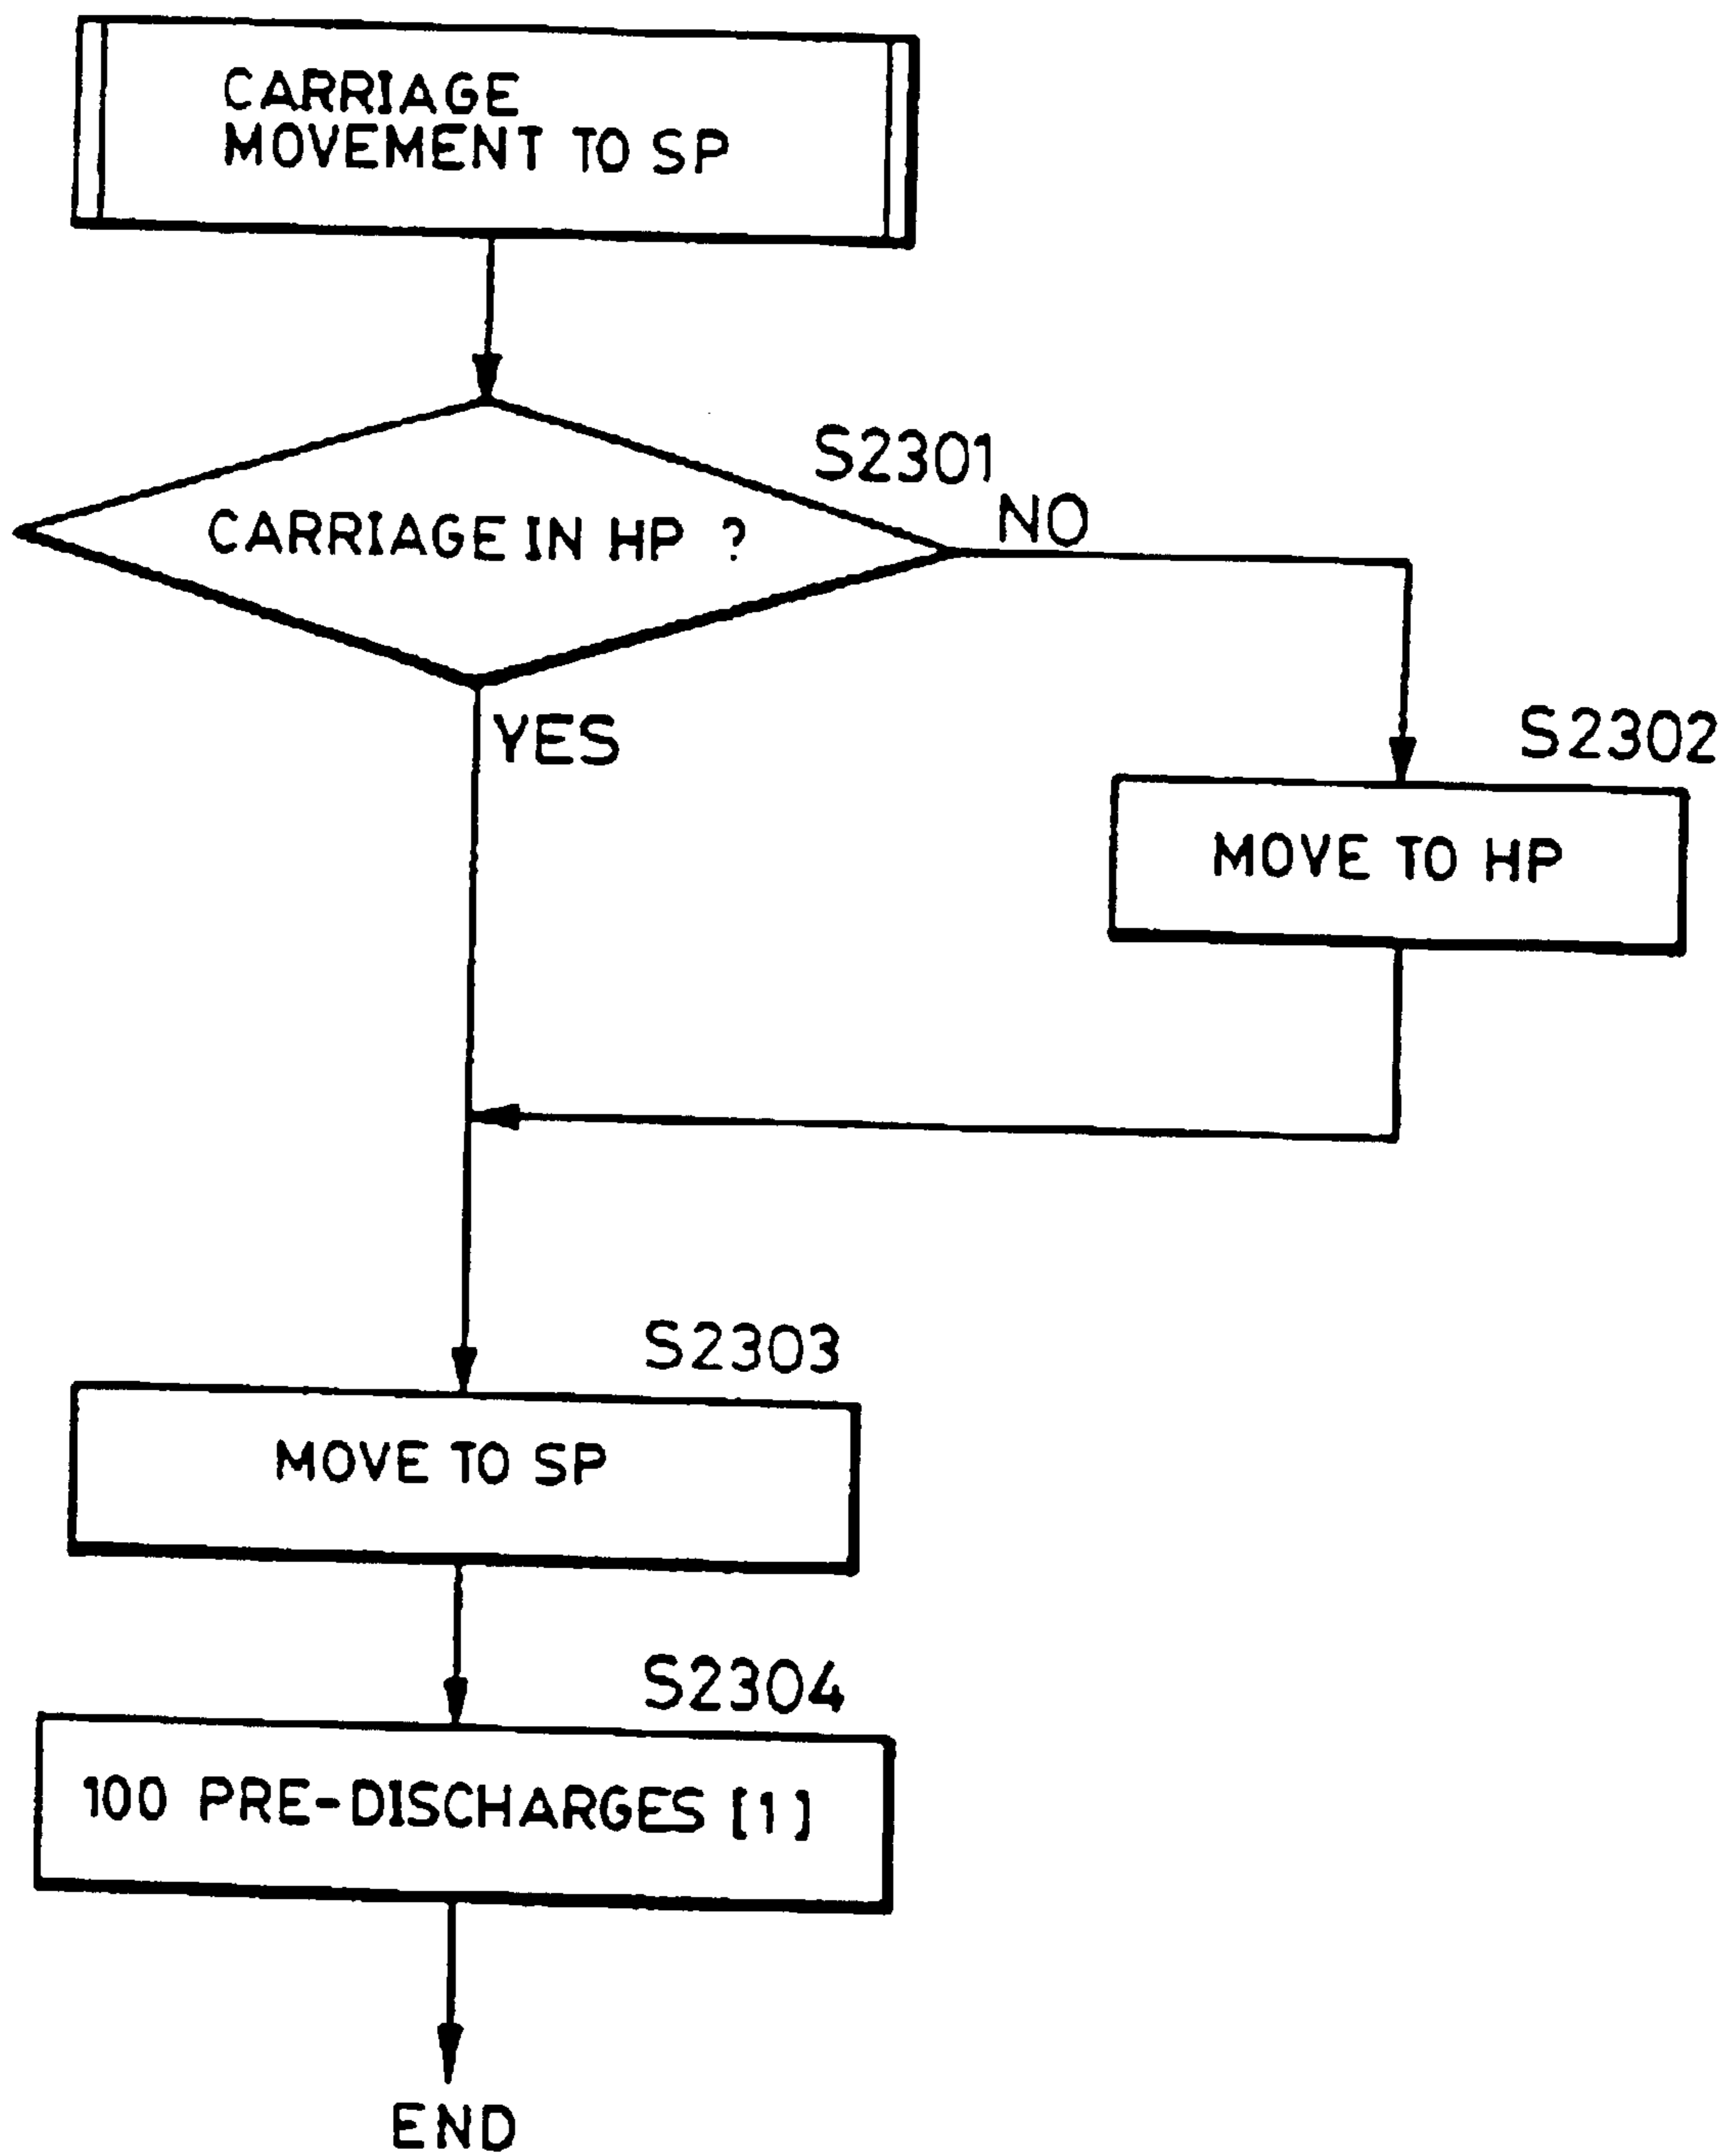 CARRIAGE
MOVEMENT TO SP
S2301
CARRIAGE IN HP ?
NO
YES
S2302
MOVE TO HP
S2303
MOVE TO SP
S2304
100 PRE-DISCHARGES [1]
END